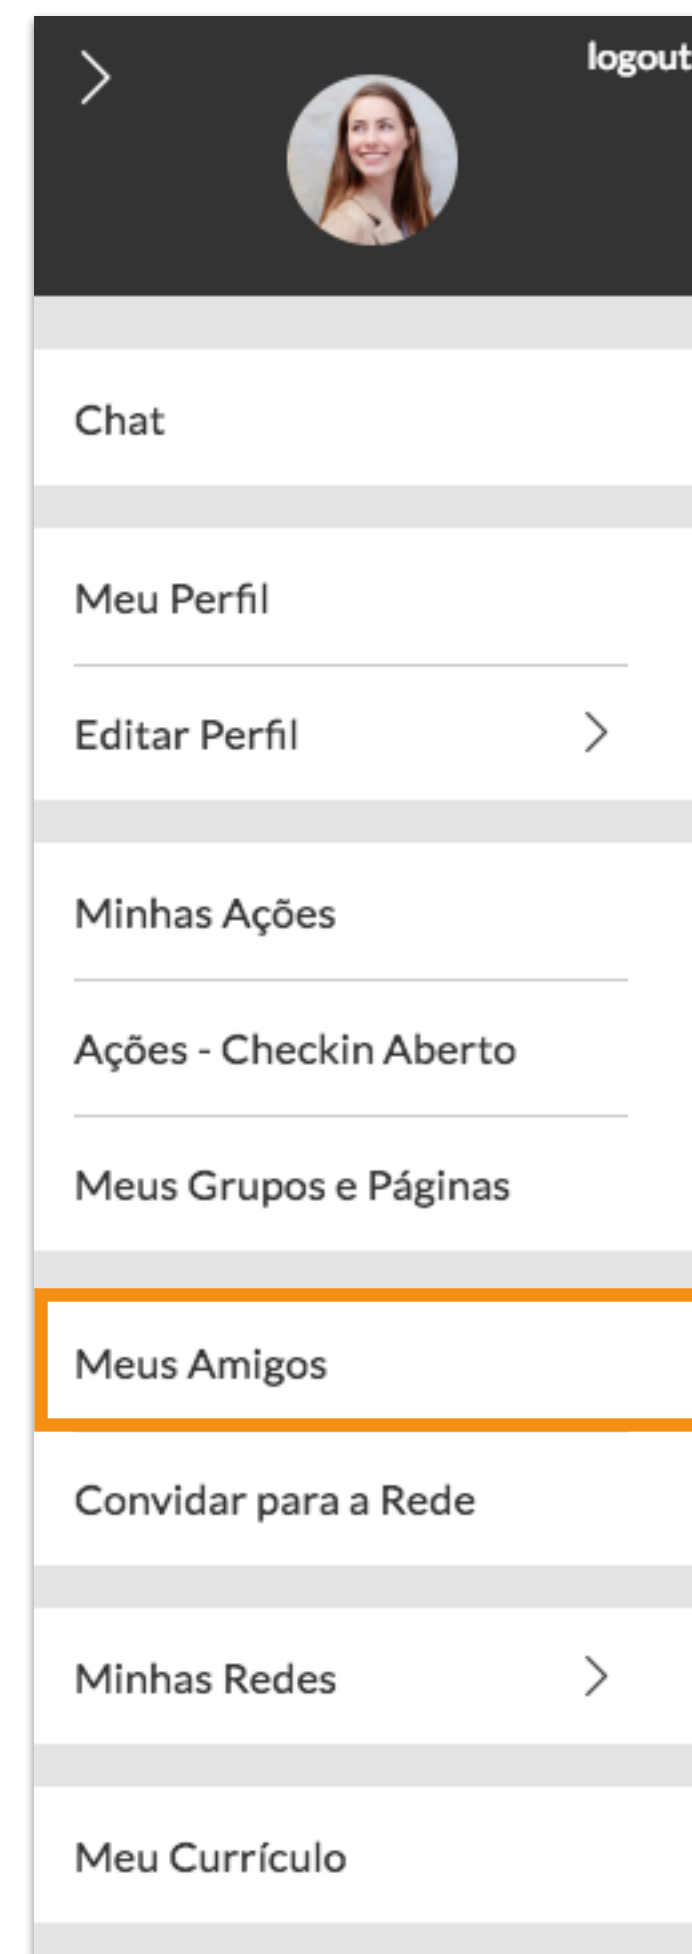 logout
Chat
Meu Perfil
Editar Perfil
Minhas Ações
Ações - Checkin Aberto
Meus Grupos e Páginas
Meus Amigos
Convidar para a Rede
Minhas Redes
Meu Currículo